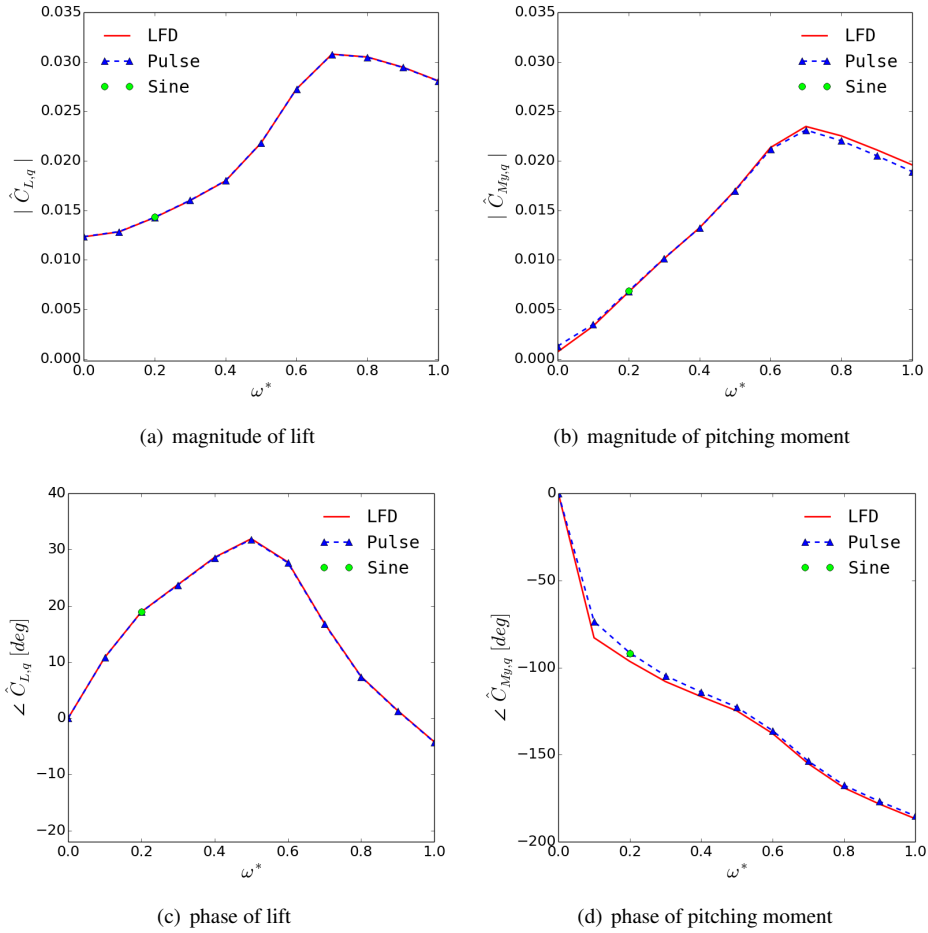 0.035
0.030
0.025
0.020
0.015
0.010
0.005
0.000
| Ĉ_{L,q} |
LFD
Pulse
Sine
0.0 0.2 0.4 0.6 0.8 1.0
ω*
(a) magnitude of lift
0.035
0.030
0.025
0.020
0.015
0.010
0.005
0.000
| Ĉ_{My,q} |
LFD
Pulse
Sine
0.0 0.2 0.4 0.6 0.8 1.0
ω*
(b) magnitude of pitching moment
40
30
20
10
0
−10
−20
∠ Ĉ_{L,q} [deg]
LFD
Pulse
Sine
0.0 0.2 0.4 0.6 0.8 1.0
ω*
(c) phase of lift
0
−50
−100
−150
−200
∠ Ĉ_{My,q} [deg]
LFD
Pulse
Sine
0.0 0.2 0.4 0.6 0.8 1.0
ω*
(d) phase of pitching moment